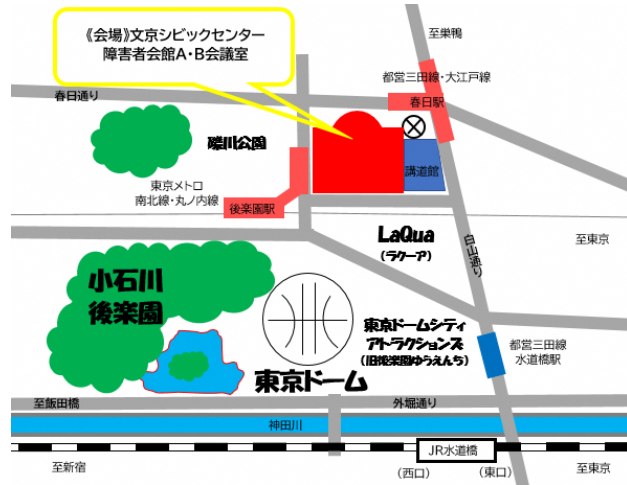 《会場》文京シビックセンター
障害者会館A・B会議室
至巣鴨
都営三田線・大江戸線
春日駅
春日通り
礫川公園
講道館
東京メトロ
南北線・丸ノ内線
後楽園駅
LaQua
(ラクーア)
白山通り
至東京
小石川
後楽園
東京ドームシティ
アトラクションズ
(旧後楽園ゆうえんち)
都営三田線
水道橋駅
東京ドーム
至飯田橋
外堀通り
神田川
JR水道橋
至新宿
(西口)
(東口)
至東京